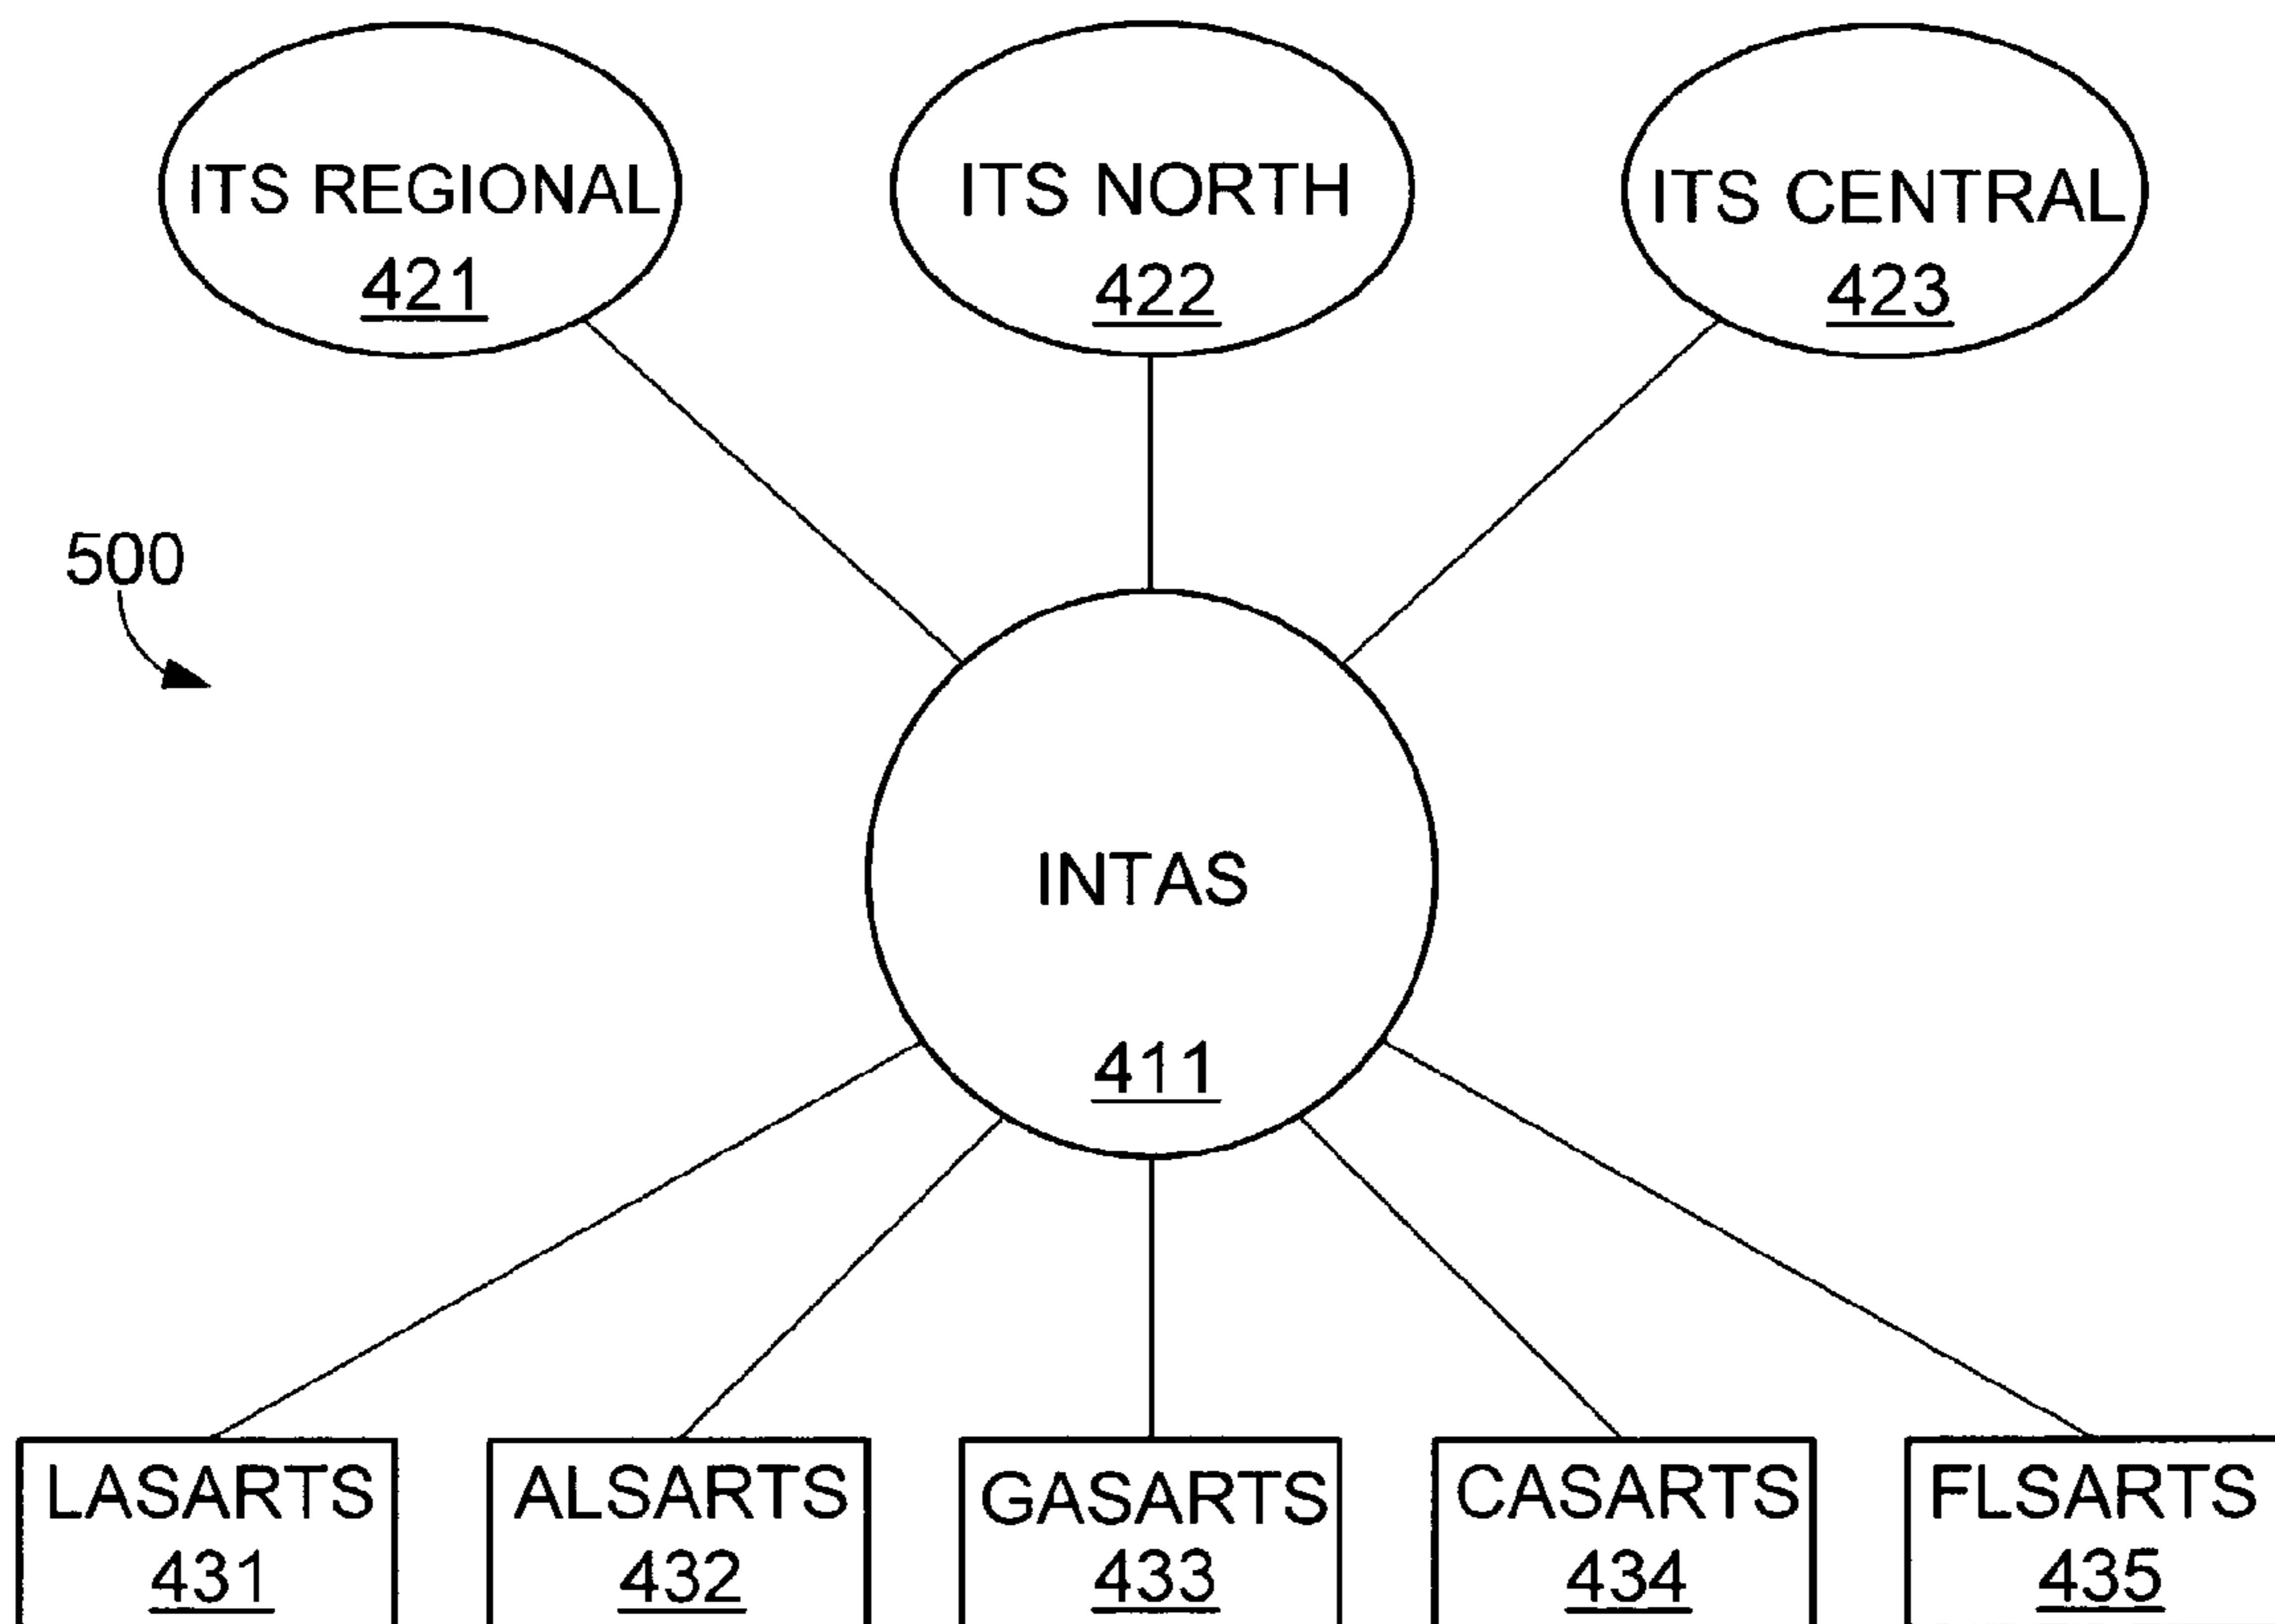 ITS REGIONAL
421
ITS NORTH
422
ITS CENTRAL
423
500
INTAS
411
LASARTS
431
ALSARTS
432
GASARTS
433
CASARTS
434
FLSARTS
435